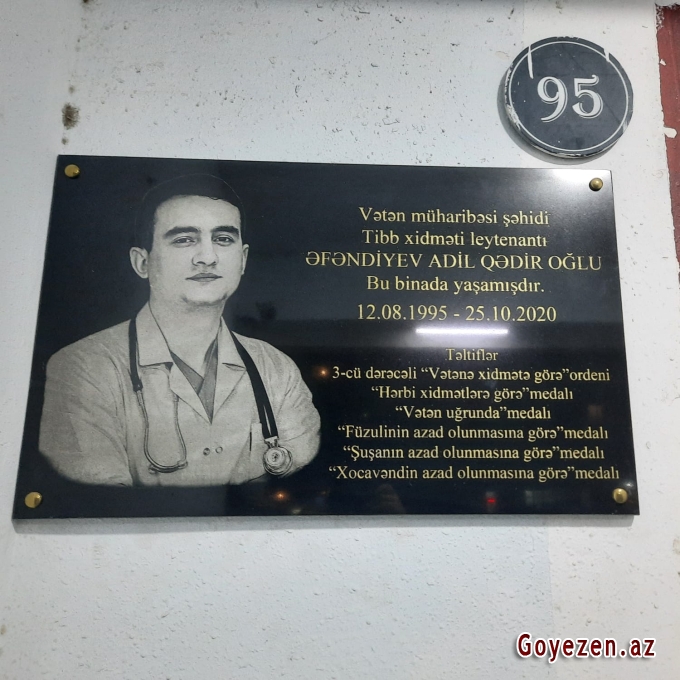 95
Vətən müharibəsi şəhidi
Tibb xidməti leytenantı
ƏFƏNDİYEV ADİL QƏDİR OĞLU
Bu binada yaşamışdır.
12.08.1995 - 25.10.2020
Təltiflər
3-cü dərəcəli “Vətənə xidmətə görə”ordeni
“Hərbi xidmətlərə görə”medalı
“Vətən uğrunda”medalı
“Füzulinin azad olunmasına görə”medalı
“Şuşanın azad olunmasına görə”medalı
“Xocavəndin azad olunmasına görə”medalı
Goyezen.az